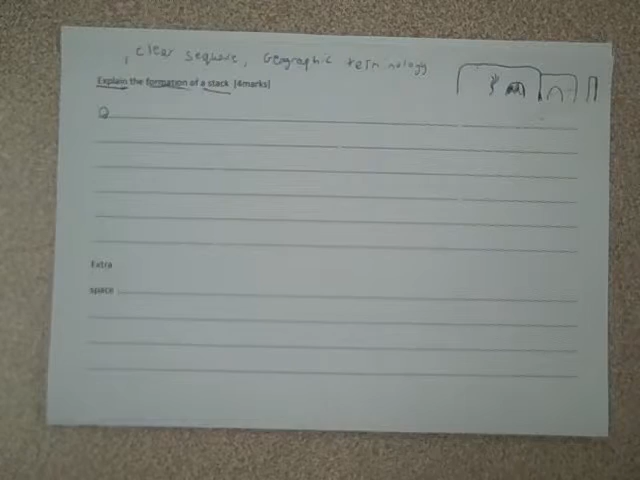 , clear sequence, Geographic terminology
Explain the formation of a stack [4marks]
Extra
space